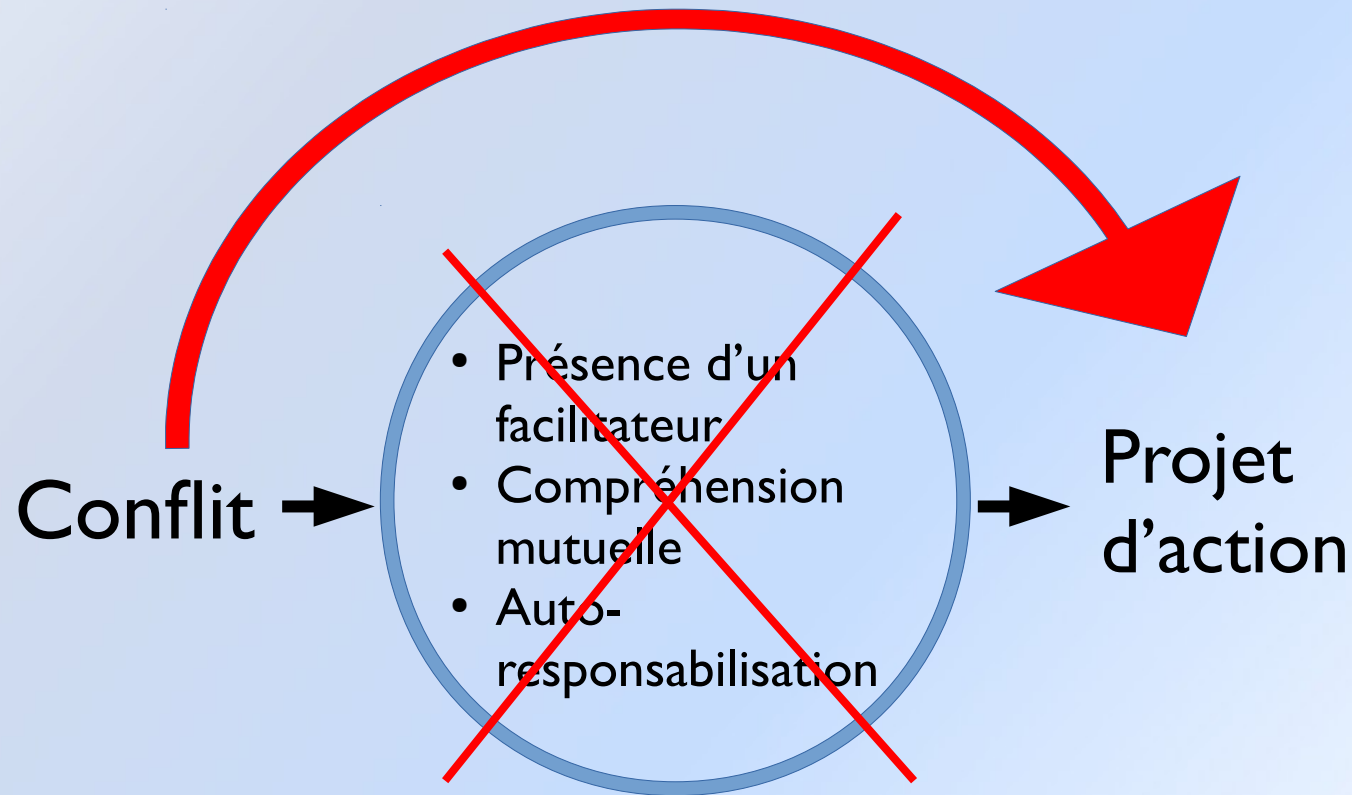 Conflit
• Présence d’un
facilitateur
• Compréhension
mutuelle
• Auto-
responsabilisation
Projet
d’action